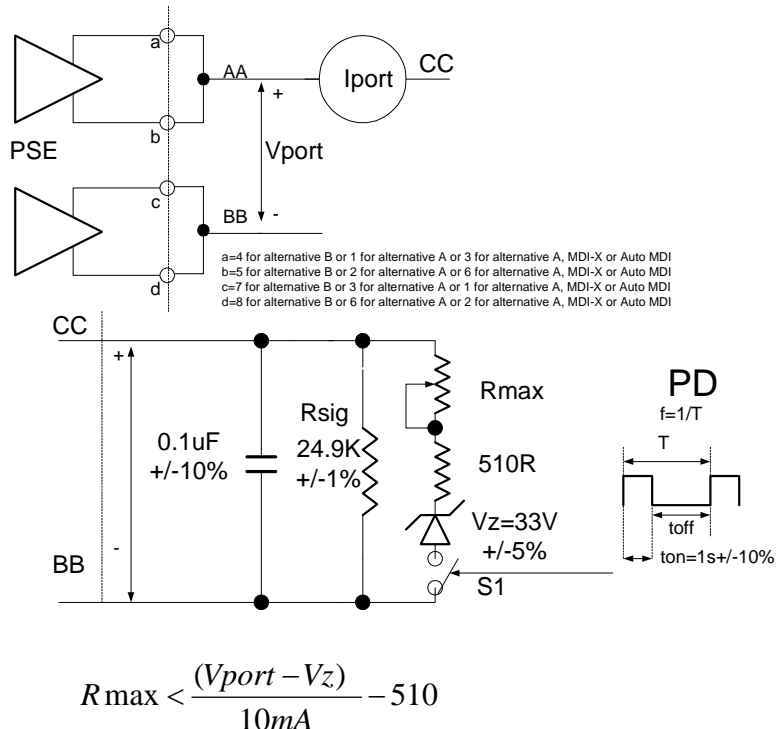 a
AA
Iport
CC
+
b
PSE
Vport
c
BB
-
a=4 for alternative B or 1 for alternative A or 3 for alternative A, MDI-X or Auto MDI
b=5 for alternative B or 2 for alternative A or 6 for alternative A, MDI-X or Auto MDI
c=7 for alternative B or 3 for alternative A or 1 for alternative A, MDI-X or Auto MDI
d=8 for alternative B or 6 for alternative A or 2 for alternative A, MDI-X or Auto MDI
d
CC
+
Rmax
PD
f=1/T
T
Rsig
24.9K
+/-1%
0.1uF
+/-10%
510R
Vz=33V
+/-5%
toff
ton=1s+/-10%
-
BB
S1
R max < (Vport − Vz) / 10mA − 510